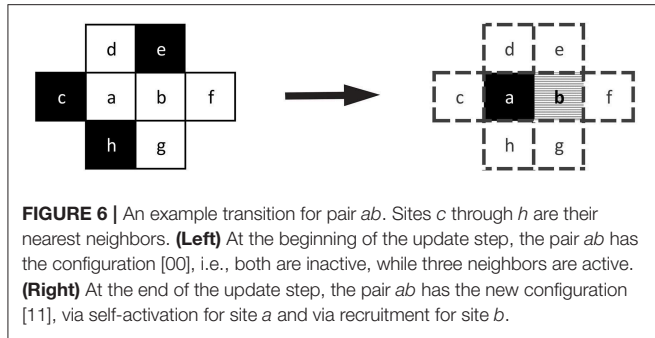 d e
c a b f
h g
d e
c a b f
h g
FIGURE 6 | An example transition for pair ab. Sites c through h are their
nearest neighbors. (Left) At the beginning of the update step, the pair ab has
the configuration [00], i.e., both are inactive, while three neighbors are active.
(Right) At the end of the update step, the pair ab has the new configuration
[11], via self-activation for site a and via recruitment for site b.